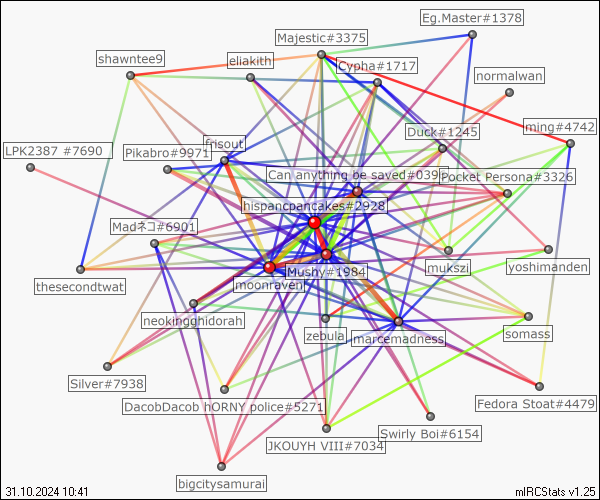 Eg.Master#1378
Majestic#3375
shawntee9
eliakith
Cypha#1717
normalwan
ming#4742
Duck#1245
frisout
LPK2387 #7690
Pikabro#9971
Can anything be saved#039
Pocket Persona#3326
hispancpancakes#2928
Madネコ#6901
Mushy#1984
mukszi
yoshimanden
thesecondtwat
moonraven
neokingghidorah
zebula
marcemadness
somass
Silver#7938
DacobDacob hORNY police#5271
Fedora Stoat#4479
Swirly Boi#6154
JKOUYH VIII#7034
bigcitysamurai
31.10.2024 10:41
mIRCStats v1.25